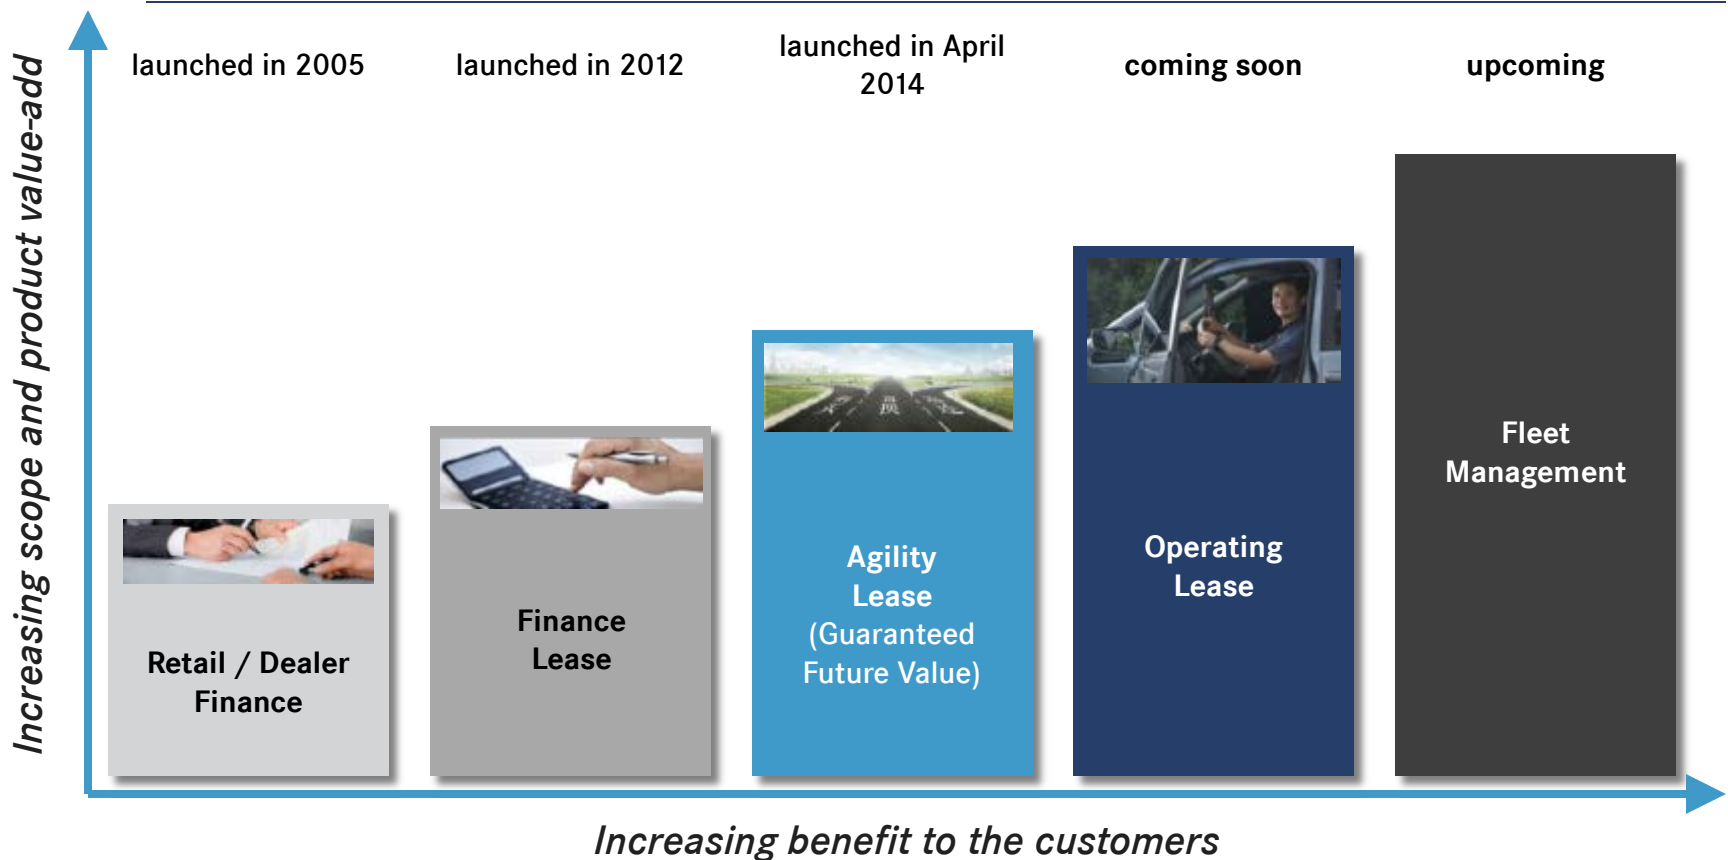 launched in 2005
launched in 2012
launched in April
2014
coming soon
upcoming
Increasing scope and product value-add
Retail / Dealer
Finance
Finance
Lease
Agility
Lease
(Guaranteed
Future Value)
Operating
Lease
Fleet
Management
Increasing benefit to the customers